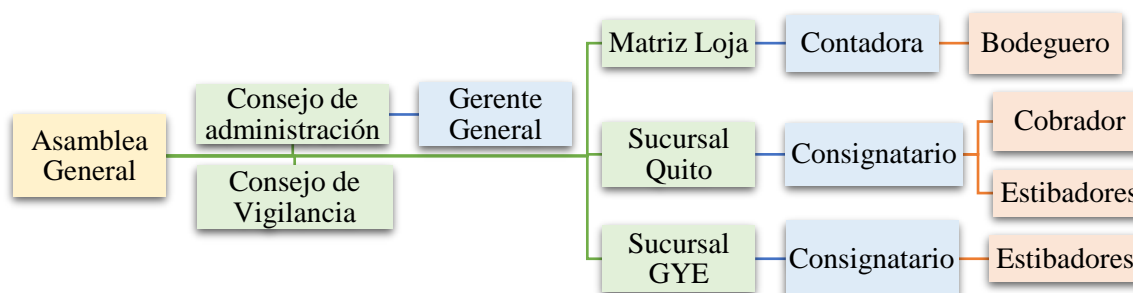 Asamblea
General
Consejo de
administración
Consejo de
Vigilancia
Gerente
General
Matriz Loja
Contadora
Bodeguero
Sucursal
Quito
Consignatario
Cobrador
Estibadores
Sucursal
GYE
Consignatario
Estibadores